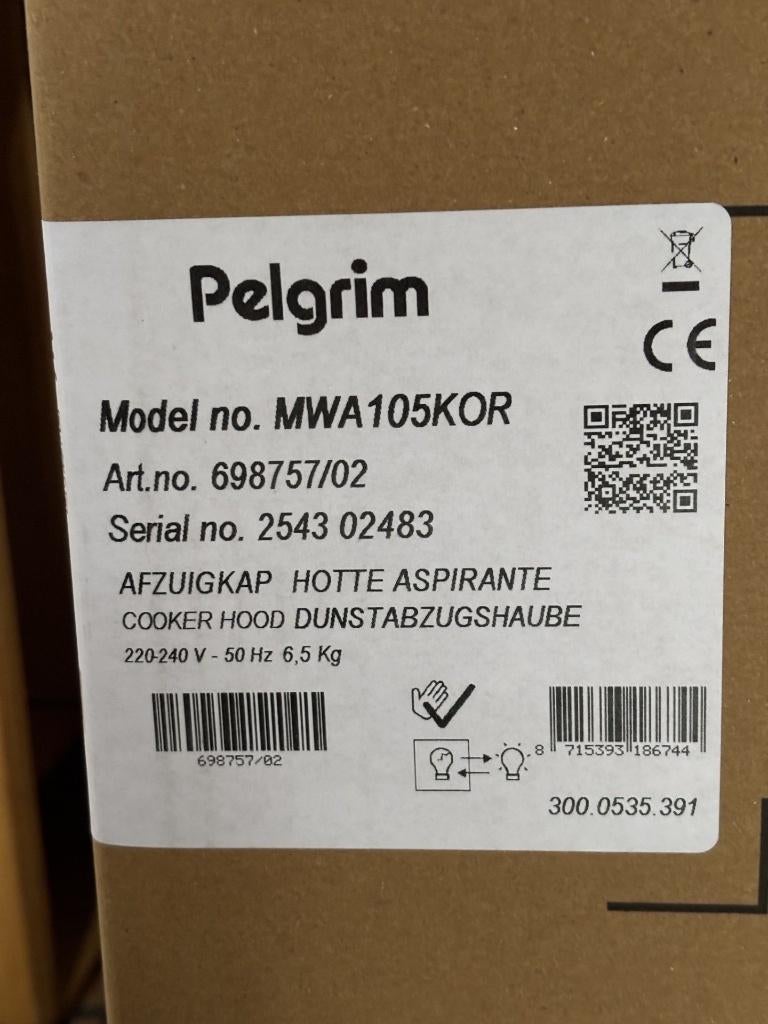 Pelgrim
CE
Model no. MWA105KOR
Art.no. 698757/02
Serial no. 2543 02483
AFZUIGKAP HOTTE ASPIRANTE
COOKER HOOD DUNSTABZUGSHAUBE
220-240 V - 50 Hz 6,5 Kg
698757/02
8 715393 186744
300.0535.391